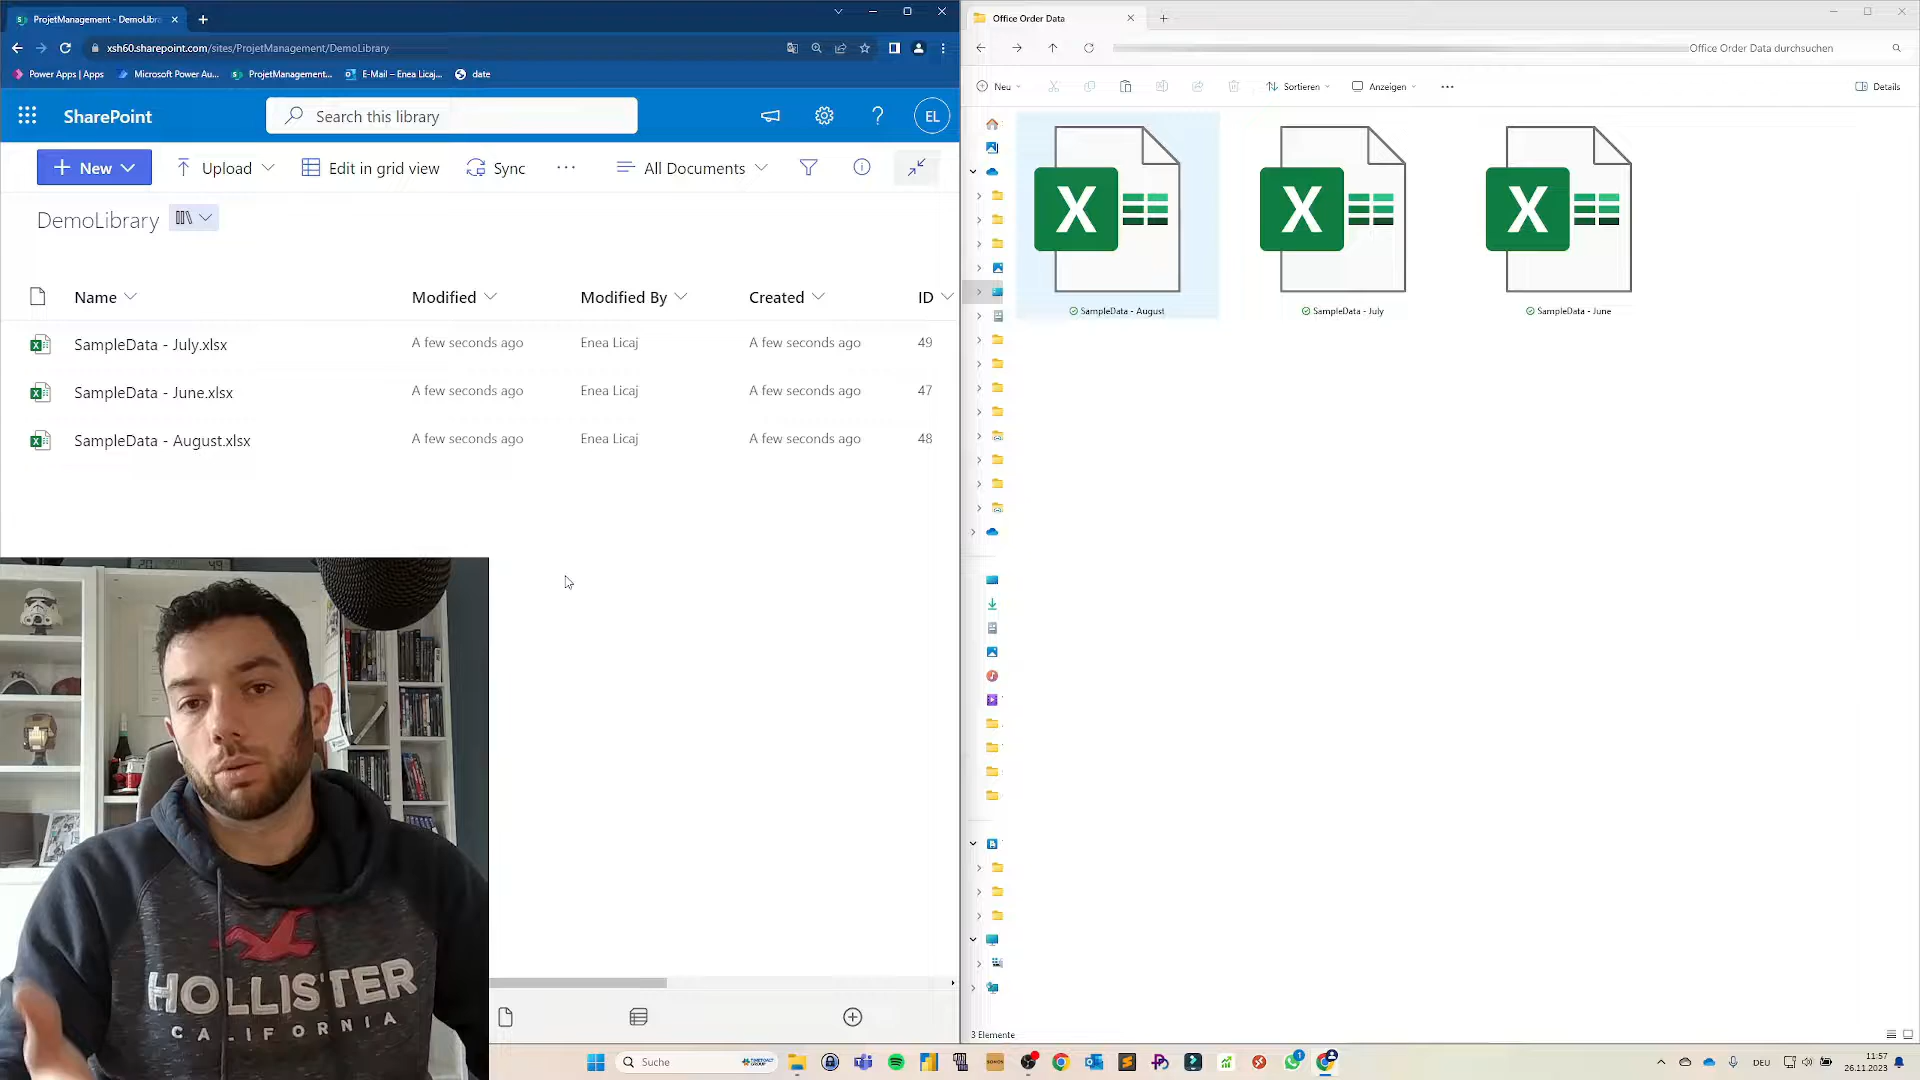 ProjetManagement - DemoLibra
xsh60.sharepoint.com/sites/ProjetManagement/DemoLibrary
Power Apps | Apps
Microsoft Power Au...
ProjetManagement...
E-Mail – Enea Licaj...
date
SharePoint
Search this library
EL
New
Upload
Edit in grid view
Sync
All Documents
DemoLibrary
Name
Modified
Modified By
Created
ID
SampleData - July.xlsx
A few seconds ago
Enea Licaj
A few seconds ago
49
SampleData - June.xlsx
A few seconds ago
Enea Licaj
A few seconds ago
47
SampleData - August.xlsx
A few seconds ago
Enea Licaj
A few seconds ago
48
HOLLISTER
CALIFORNIA
Office Order Data
Office Order Data durchsuchen
Neu
Sortieren
Anzeigen
Details
SampleData - August
SampleData - July
SampleData - June
3 Elemente
Suche
DEU
11:57
26.11.2023